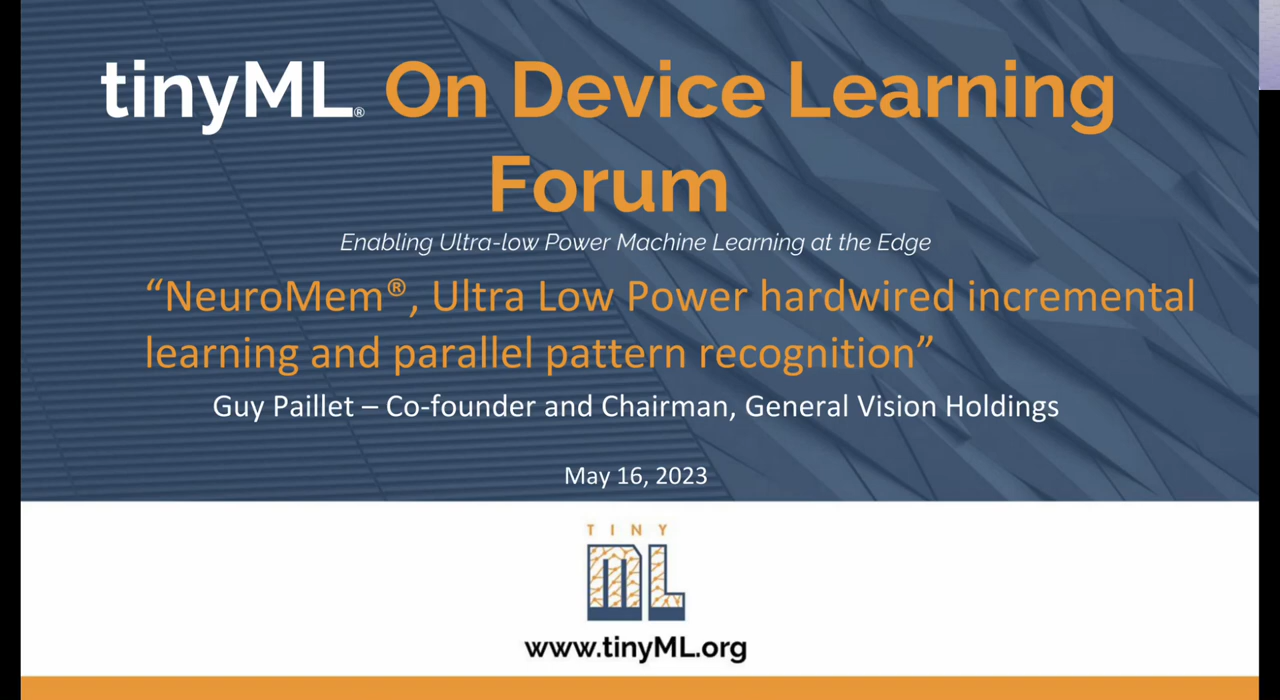 tinyML® On Device Learning
Forum
Enabling Ultra-low Power Machine Learning at the Edge
“NeuroMem®, Ultra Low Power hardwired incremental
learning and parallel pattern recognition”
Guy Paillet – Co-founder and Chairman, General Vision Holdings
May 16, 2023
TINY
ML
www.tinyML.org